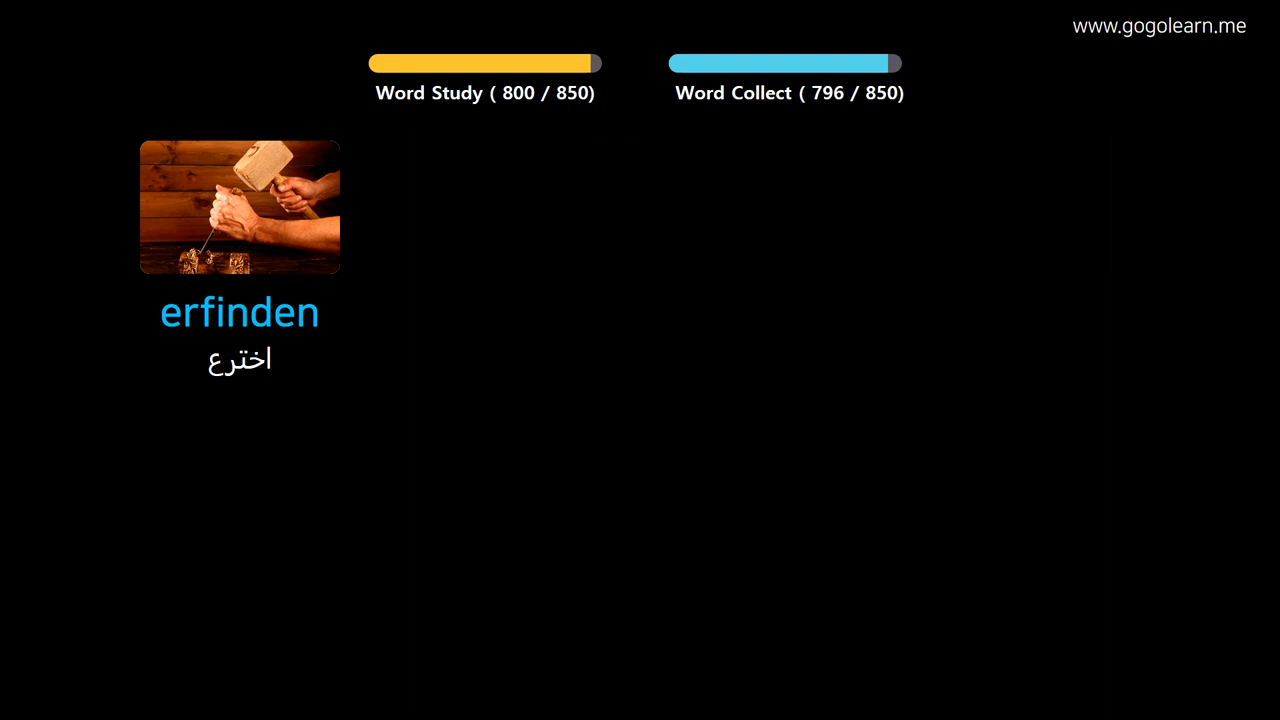 www.gogolearn.me
Word Study ( 800 / 850)
Word Collect ( 796 / 850)
erfinden
اخترع